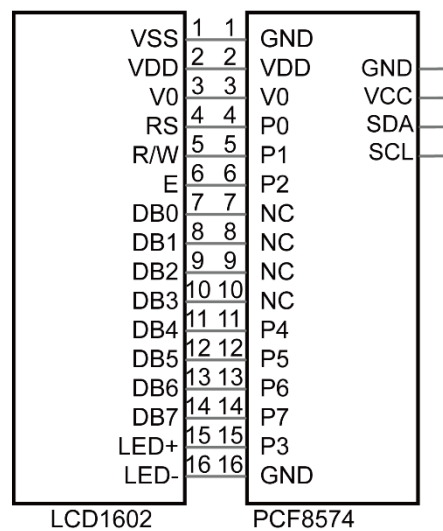 VSS 1 1 GND
VDD 2 2 VDD GND
V0 3 3 V0 VCC
RS 4 4 P0 SDA
R/W 5 5 P1 SCL
E 6 6 P2
DB0 7 7 NC
DB1 8 8 NC
DB2 9 9 NC
DB3 10 10 NC
DB4 11 11 P4
DB5 12 12 P5
DB6 13 13 P6
DB7 14 14 P7
LED+ 15 15 P3
LED- 16 16 GND
LCD1602 PCF8574